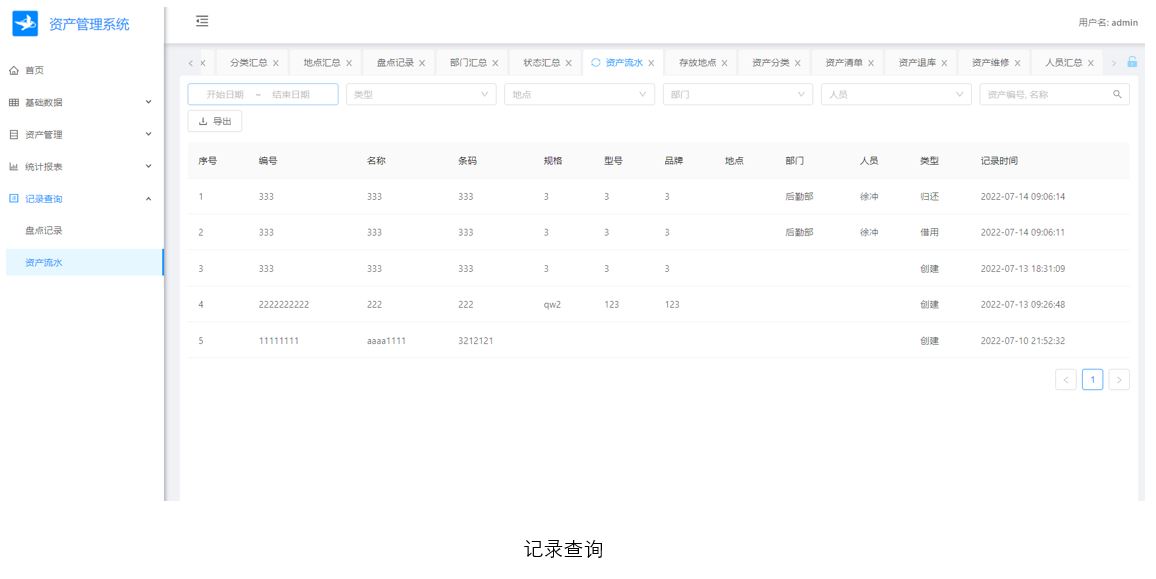 资产管理系统
用户名: admin
首页
基础数据
资产管理
统计报表
记录查询
盘点记录
资产流水
分类汇总 地点汇总 盘点记录 部门汇总 状态汇总 资产流水 存放地点 资产分类 资产清单 资产退库 资产维修 人员汇总
开始日期 ~ 结束日期 类型 地点 部门 人员 资产编号, 名称
导出
序号 编号 名称 条码 规格 型号 品牌 地点 部门 人员 类型 记录时间
1 333 333 333 3 3 3 后勤部 徐冲 归还 2022-07-14 09:06:14
2 333 333 333 3 3 3 后勤部 徐冲 借用 2022-07-14 09:06:11
3 333 333 333 3 3 3 创建 2022-07-13 18:31:09
4 2222222222 222 222 qw2 123 123 创建 2022-07-13 09:26:48
5 11111111 aaaa1111 3212121 创建 2022-07-10 21:52:32
1
记录查询